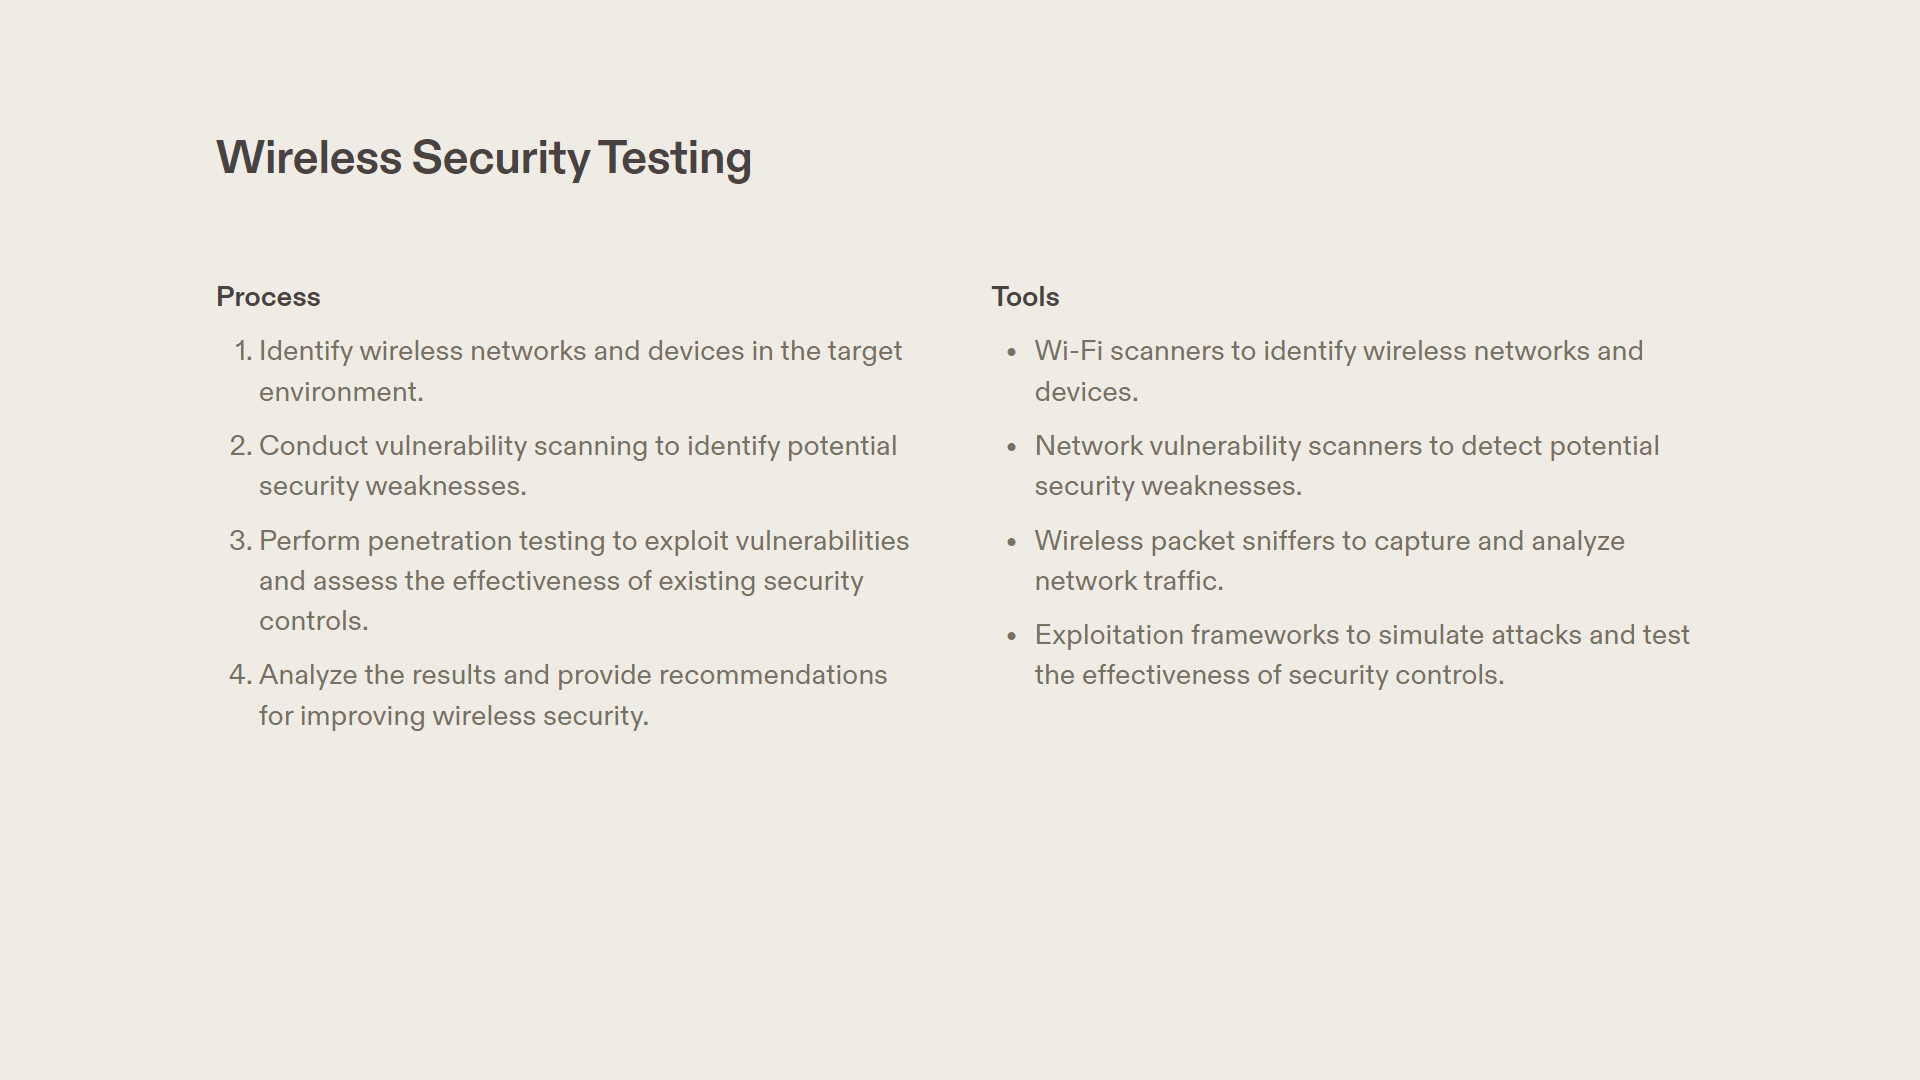 Wireless Security Testing
Process
1. Identify wireless networks and devices in the target
environment.
2. Conduct vulnerability scanning to identify potential
security weaknesses.
3. Perform penetration testing to exploit vulnerabilities
and assess the effectiveness of existing security
controls.
4. Analyze the results and provide recommendations
for improving wireless security.
Tools
• Wi-Fi scanners to identify wireless networks and
devices.
• Network vulnerability scanners to detect potential
security weaknesses.
• Wireless packet sniffers to capture and analyze
network traffic.
• Exploitation frameworks to simulate attacks and test
the effectiveness of security controls.